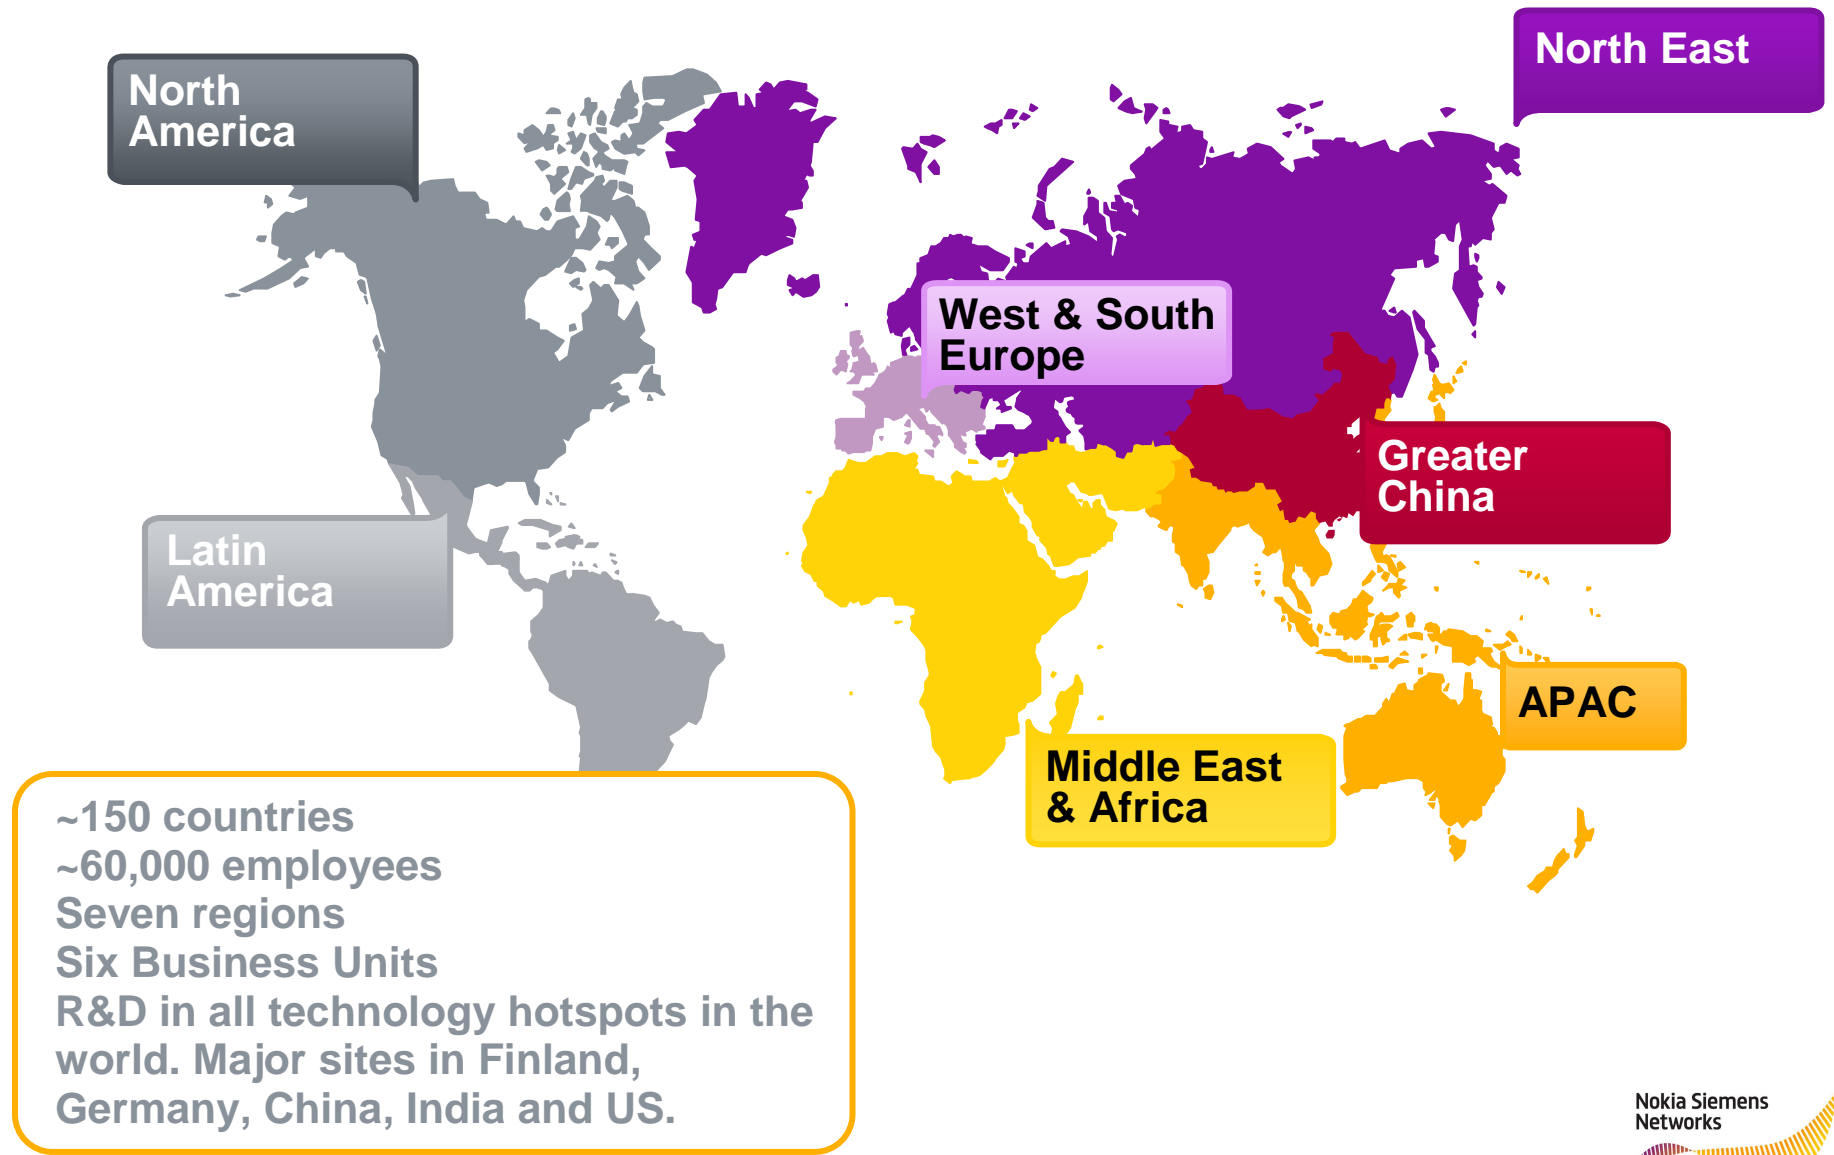 North East
North
America
West & South
Europe
Greater
China
Latin
America
APAC
Middle East
& Africa
~150 countries
~60,000 employees
Seven regions
Six Business Units
R&D in all technology hotspots in the
world. Major sites in Finland,
Germany, China, India and US.
Nokia Siemens
Networks